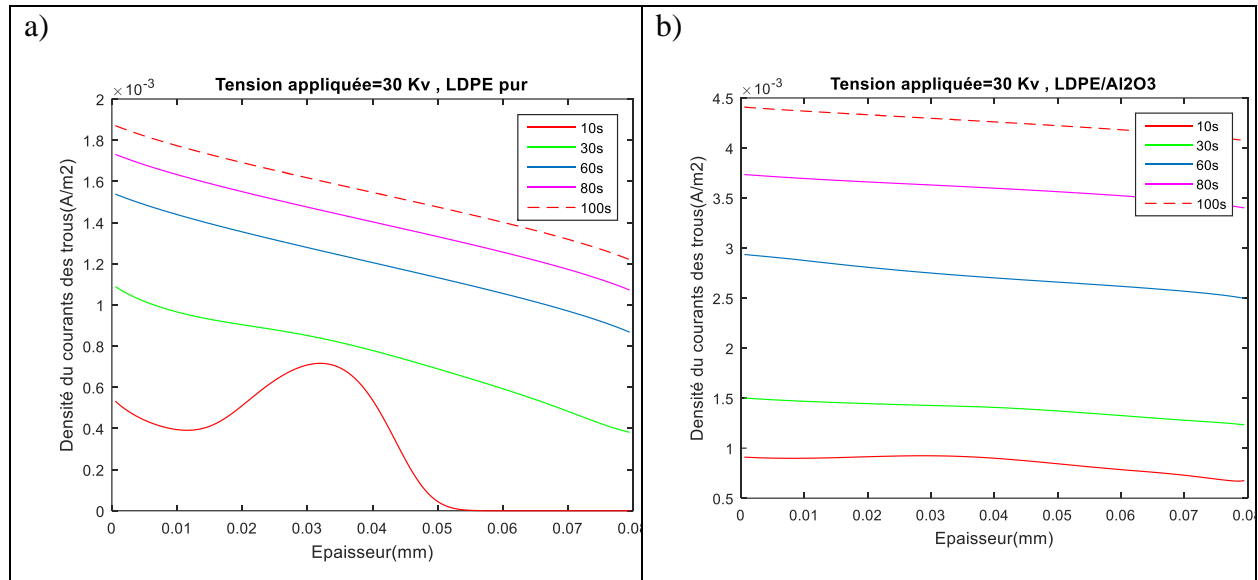 a)
×10-3
Tension appliquée=30 Kv , LDPE pur
Densité du courants des trous(A/m2)
2
1.8
1.6
1.4
1.2
1
0.8
0.6
0.4
0.2
0
10s
30s
60s
80s
100s
0 0.01 0.02 0.03 0.04 0.05 0.06 0.07 0.08
Epaisseur(mm)
b)
×10-3
Tension appliquée=30 Kv , LDPE/Al2O3
Densité du courants des trous(A/m2)
4.5
4
3.5
3
2.5
2
1.5
1
0.5
10s
30s
60s
80s
100s
0 0.01 0.02 0.03 0.04 0.05 0.06 0.07 0.08
Epaisseur(mm)